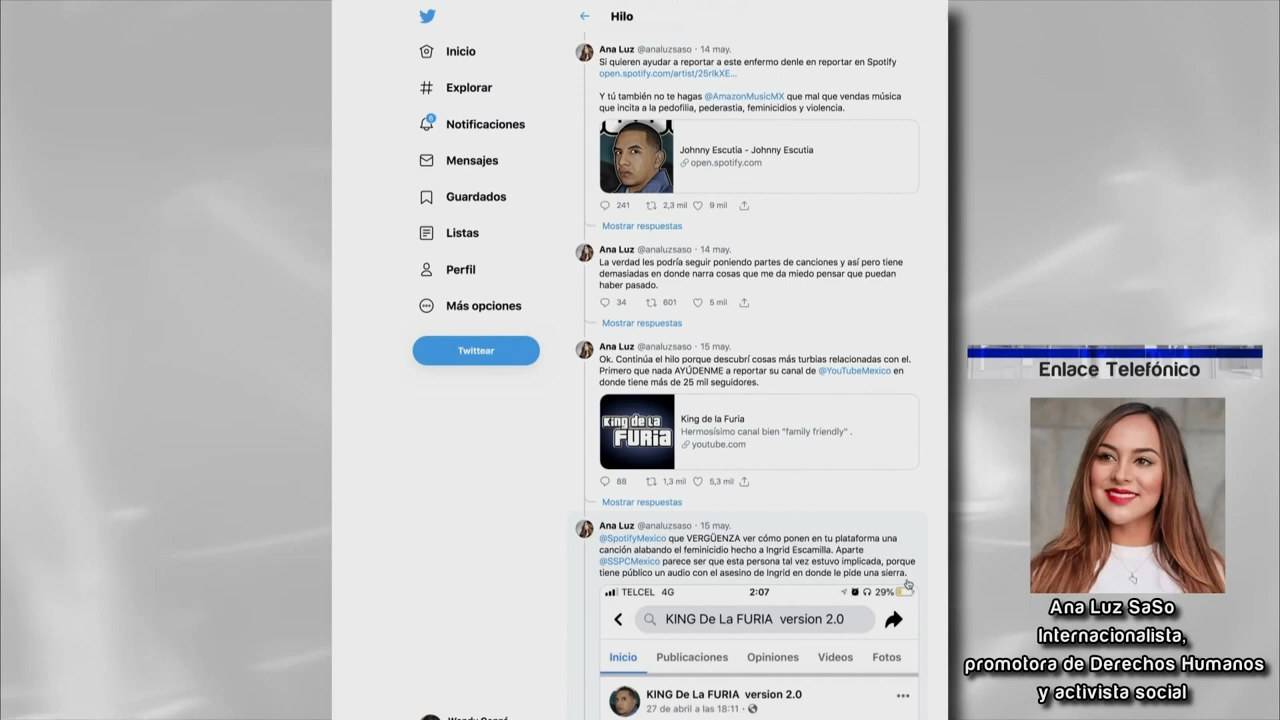 Inicio
Explorar
6
Notificaciones
Mensajes
Guardados
Listas
Perfil
Más opciones
Twittear
Hilo
Ana Luz @analuzsaso · 14 may.
Si quieren ayudar a reportar a este enfermo denle en reportar en Spotify
open.spotify.com/artist/25rIkXE...
Y tú también no te hagas @AmazonMusicMX que mal que vendas música
que incita a la pedofilia, pederastia, feminicidios y violencia.
Johnny Escutia - Johnny Escutia
open.spotify.com
241 2,3 mil 9 mil
Mostrar respuestas
Ana Luz @analuzsaso · 14 may.
La verdad les podría seguir poniendo partes de canciones y así pero tiene
demasiadas en donde narra cosas que me da miedo pensar que puedan
haber pasado.
34 601 5 mil
Mostrar respuestas
Ana Luz @analuzsaso · 15 may.
Ok. Continúa el hilo porque descubrí cosas más turbias relacionadas con el.
Primero que nada AYÚDENME a reportar su canal de @YouTubeMexico en
donde tiene más de 25 mil seguidores.
King de la
FURIA
King de la Furia
Hermosísimo canal bien "family friendly" .
youtube.com
88 1,3 mil 5,3 mil
Mostrar respuestas
Ana Luz @analuzsaso · 15 may.
@SpotifyMexico que VERGÜENZA ver cómo ponen en tu plataforma una
canción alabando el feminicidio hecho a Ingrid Escamilla. Aparte
@SSPCMexico parece ser que esta persona tal vez estuvo implicada, porque
tiene público un audio con el asesino de Ingrid en donde le pide una sierra.
TELCEL 4G 2:07 29%
KING De La FURIA version 2.0
Inicio Publicaciones Opiniones Videos Fotos
KING De La FURIA version 2.0
27 de abril a las 18:11 ·
Enlace Telefónico
Ana Luz SaSo
Internacionalista,
promotora de Derechos Humanos
y activista social